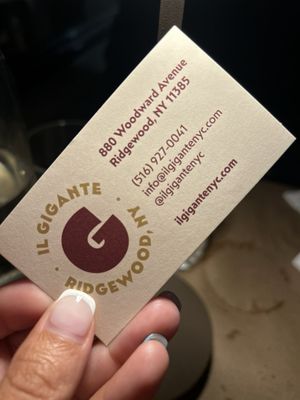 880 Woodward Avenue
Ridgewood, NY 11385
(516) 927-0041
info@ilgigantenyc.com
@ilgigantenyc
ilgigantenyc.com
IL GIGANTE
RIDGEWOOD, NY
G